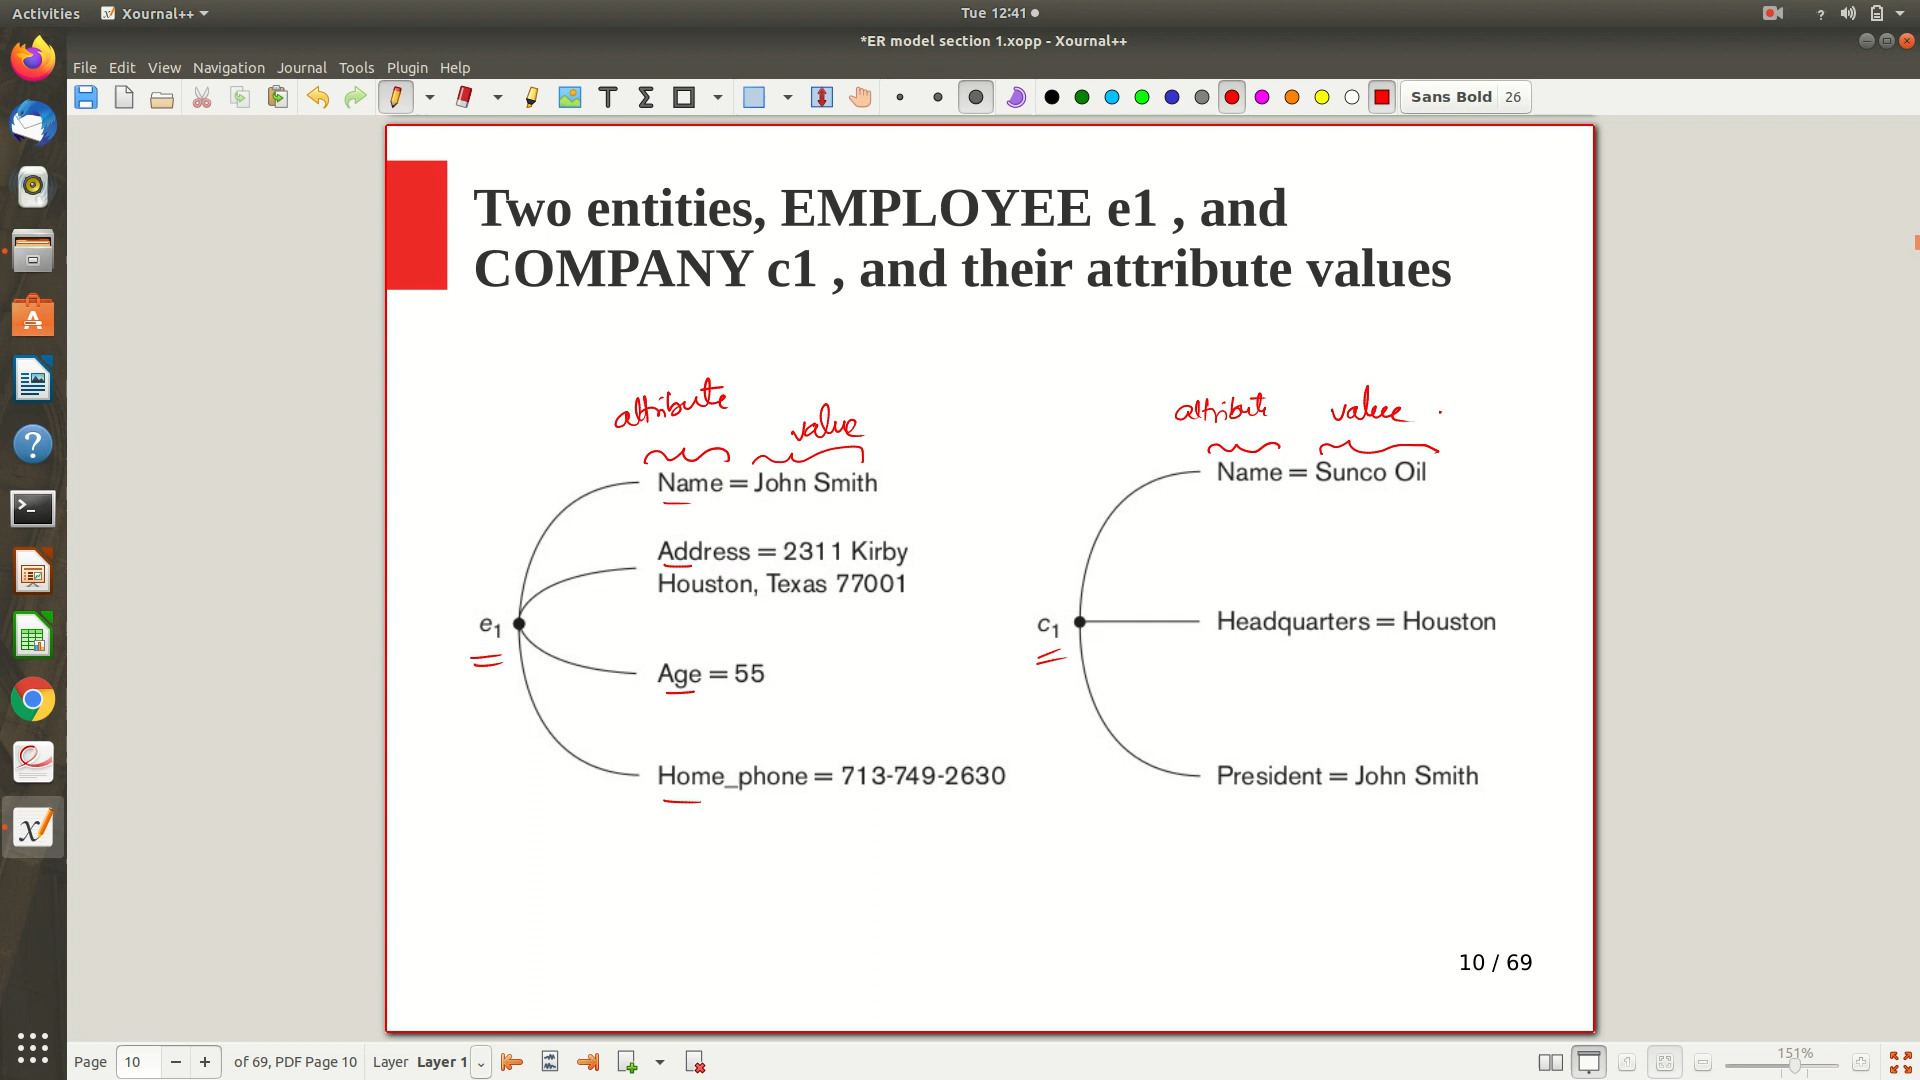 Activities
Xournal++
Tue 12:41
?
*ER model section 1.xopp - Xournal++
File Edit View Navigation Journal Tools Plugin Help
Sans Bold 26
Two entities, EMPLOYEE e1 , and
COMPANY c1 , and their attribute values
attribute
value
Name = John Smith
Address = 2311 Kirby
Houston, Texas 77001
e1
Age = 55
Home_phone = 713-749-2630
attribute
value
Name = Sunco Oil
c1
Headquarters = Houston
President = John Smith
10 / 69
Page 10 of 69, PDF Page 10 Layer Layer 1
151%